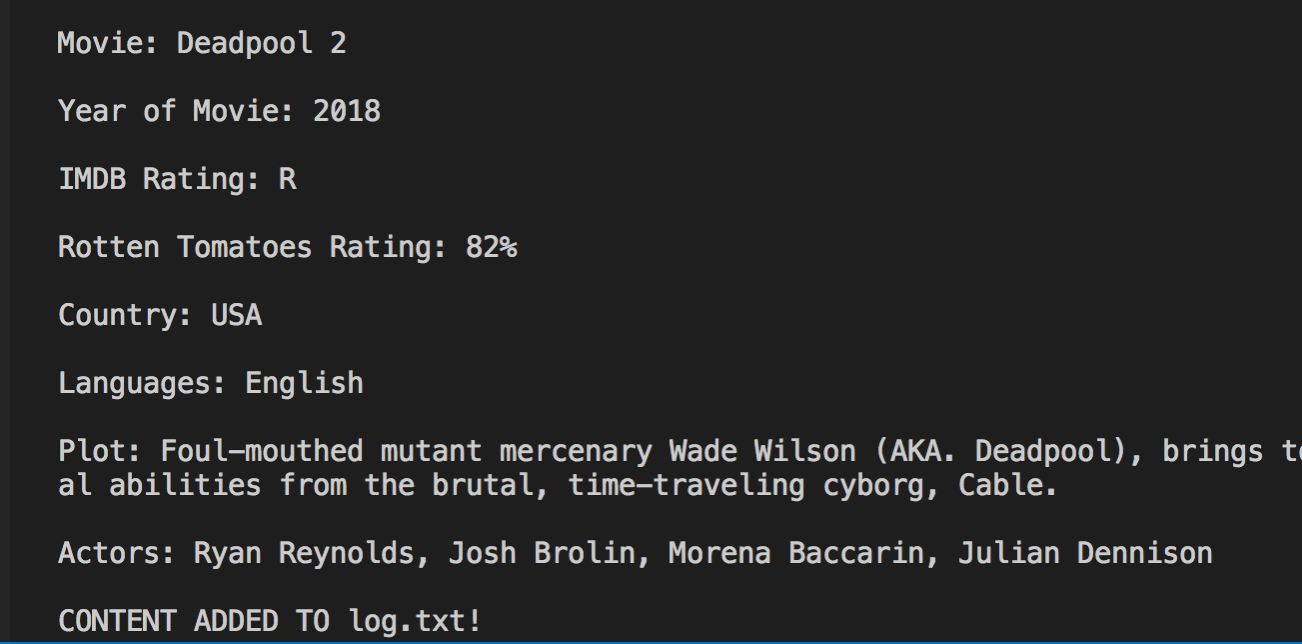 Movie: Deadpool 2
Year of Movie: 2018
IMDB Rating: R
Rotten Tomatoes Rating: 82%
Country: USA
Languages: English
Plot: Foul-mouthed mutant mercenary Wade Wilson (AKA. Deadpool), brings
al abilities from the brutal, time-traveling cyborg, Cable.
Actors: Ryan Reynolds, Josh Brolin, Morena Baccarin, Julian Dennison
CONTENT ADDED TO log.txt!